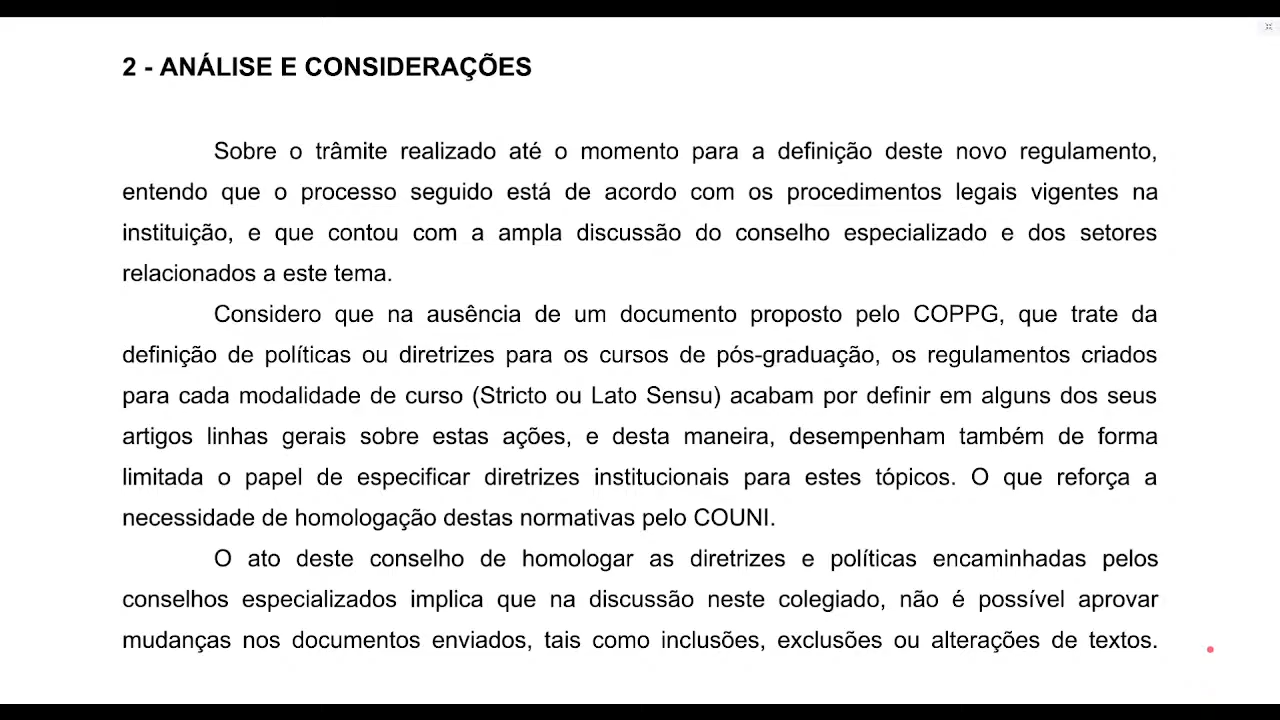 2 - ANÁLISE E CONSIDERAÇÕES
Sobre o trâmite realizado até o momento para a definição deste novo regulamento,
entendo que o processo seguido está de acordo com os procedimentos legais vigentes na
instituição, e que contou com a ampla discussão do conselho especializado e dos setores
relacionados a este tema.
Considero que na ausência de um documento proposto pelo COPPG, que trate da
definição de políticas ou diretrizes para os cursos de pós-graduação, os regulamentos criados
para cada modalidade de curso (Stricto ou Lato Sensu) acabam por definir em alguns dos seus
artigos linhas gerais sobre estas ações, e desta maneira, desempenham também de forma
limitada o papel de especificar diretrizes institucionais para estes tópicos. O que reforça a
necessidade de homologação destas normativas pelo COUNI.
O ato deste conselho de homologar as diretrizes e políticas encaminhadas pelos
conselhos especializados implica que na discussão neste colegiado, não é possível aprovar
mudanças nos documentos enviados, tais como inclusões, exclusões ou alterações de textos.